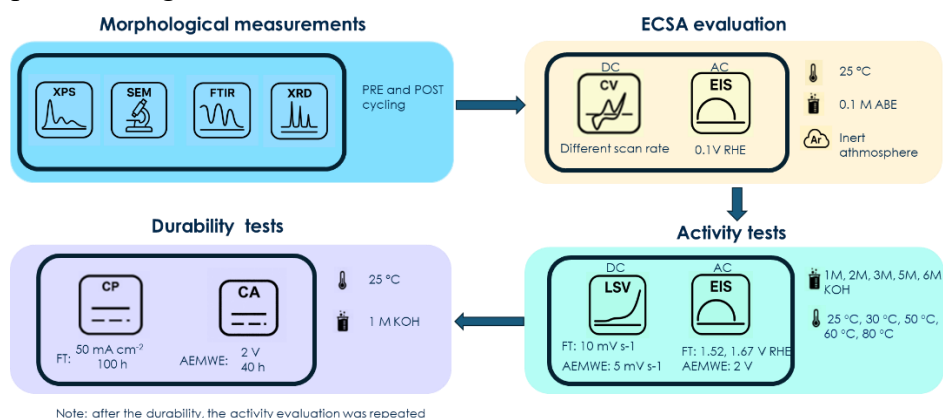 Morphological measurements
XPS
SEM
FTIR
XRD
PRE and POST
cycling
ECSA evaluation
DC
CV
Different scan rate
AC
EIS
0.1V RHE
25 °C
0.1 M ABE
Ar
Inert
athmosphere
Activity tests
DC
LSV
FT: 10 mV s-1
AEMWE: 5 mV s-1
AC
EIS
FT: 1.52, 1.67 V RHE
AEMWE: 2 V
1M, 2M, 3M, 5M, 6M
KOH
25 °C, 30 °C, 50 °C,
60 °C, 80 °C
Durability tests
CP
FT: 50 mA cm-2
100 h
CA
AEMWE: 2 V
40 h
25 °C
1 M KOH
Note: after the durability, the activity evaluation was repeated